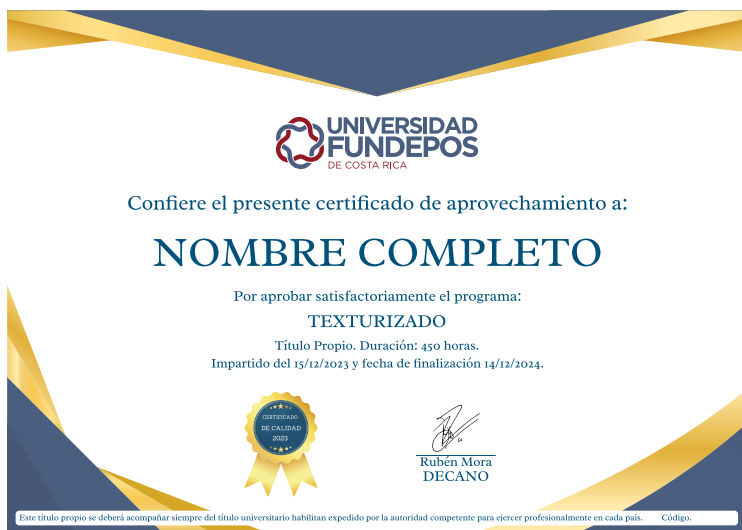 UNIVERSIDAD
FUNDEPOS
DE COSTA RICA
Confiere el presente certificado de aprovechamiento a:
NOMBRE COMPLETO
Por aprobar satisfactoriamente el programa:
TEXTURIZADO
Título Propio. Duración: 450 horas.
Impartido del 15/12/2023 y fecha de finalización 14/12/2024.
CERTIFICADO
DE CALIDAD
2023
Rubén Mora
DECANO
Este título propio se deberá acompañar siempre del título universitario habilitan expedido por la autoridad competente para ejercer profesionalmente en cada país. Código.